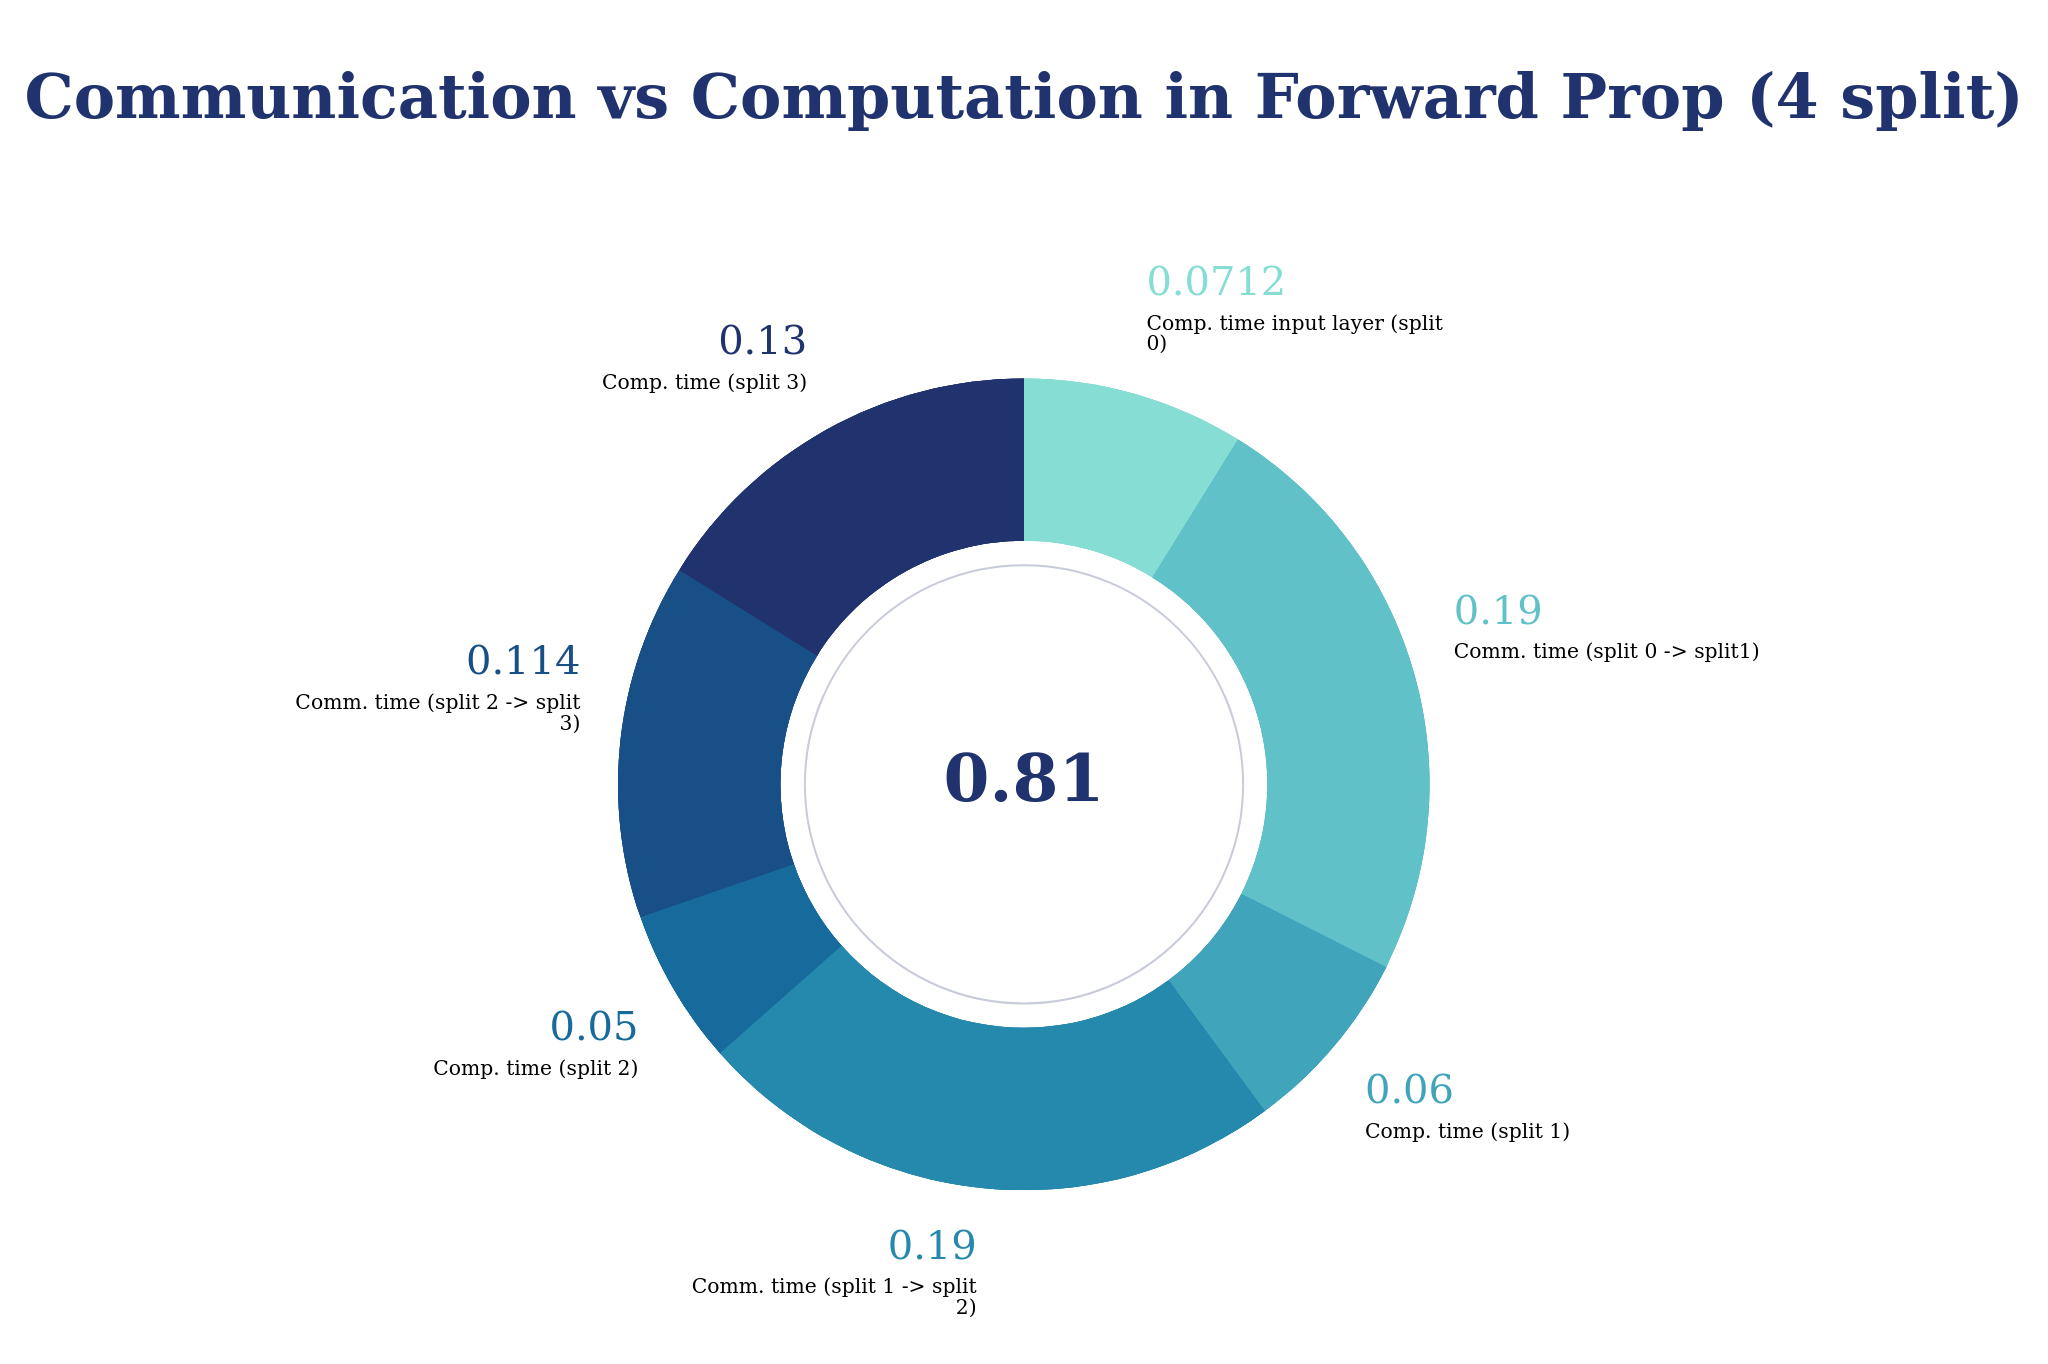 Communication vs Computation in Forward Prop (4 split)
0.0712
Comp. time input layer (split
0)
0.13
Comp. time (split 3)
0.19
Comm. time (split 0 -> split1)
0.114
Comm. time (split 2 -> split
3)
0.81
0.05
Comp. time (split 2)
0.06
Comp. time (split 1)
0.19
Comm. time (split 1 -> split
2)